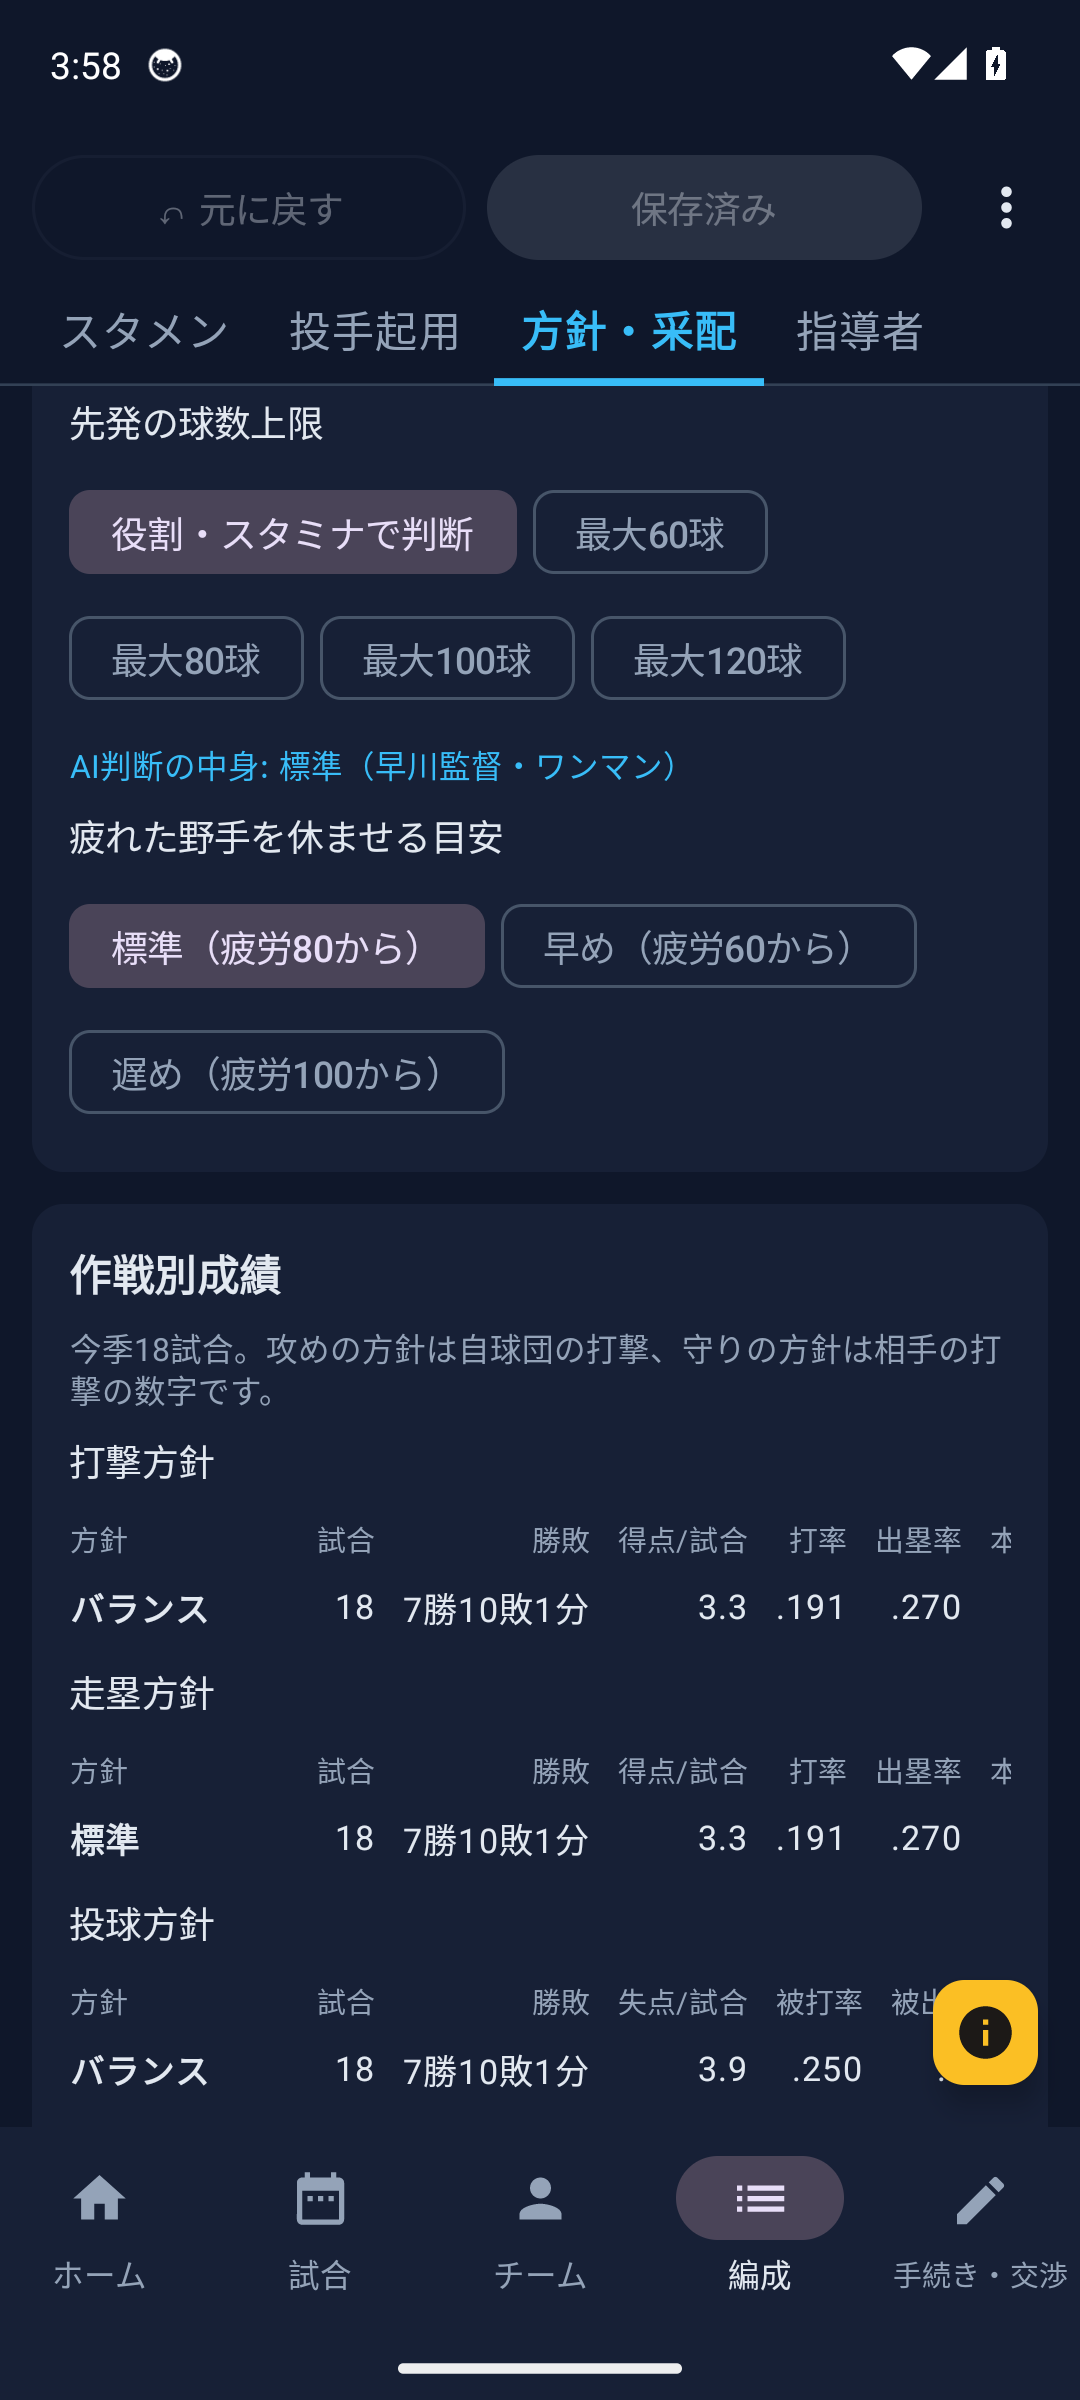 3:58
元に戻す
保存済み
スタメン 投手起用 方針・采配 指導者
先発の球数上限
役割・スタミナで判断 最大60球
最大80球 最大100球 最大120球
AI判断の中身: 標準（早川監督・ワンマン）
疲れた野手を休ませる目安
標準（疲労80から） 早め（疲労60から）
遅め（疲労100から）
作戦別成績
今季18試合。攻めの方針は自球団の打撃、守りの方針は相手の打
撃の数字です。
打撃方針
方針 試合 勝敗 得点/試合 打率 出塁率 本
バランス 18 7勝10敗1分 3.3 .191 .270
走塁方針
方針 試合 勝敗 得点/試合 打率 出塁率 本
標準 18 7勝10敗1分 3.3 .191 .270
投球方針
方針 試合 勝敗 失点/試合 被打率 被出
バランス 18 7勝10敗1分 3.9 .250
ホーム 試合 チーム 編成 手続き・交渉